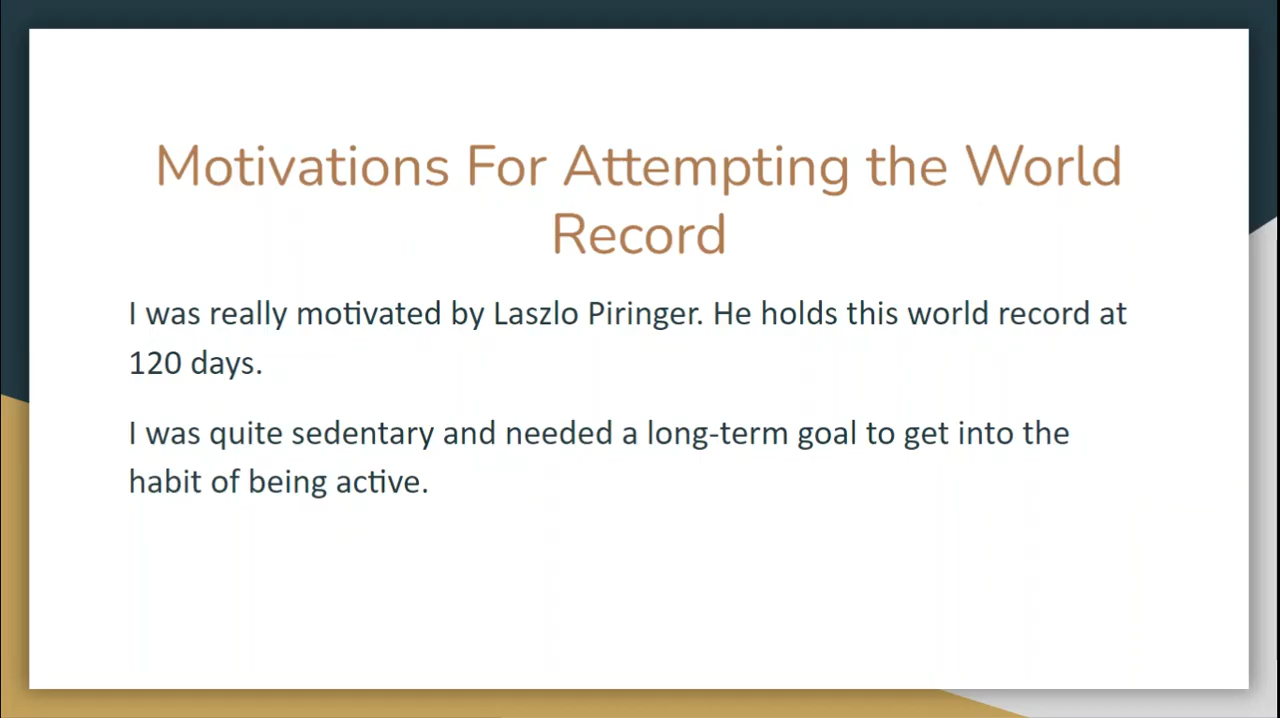 Motivations For Attempting the World
Record
I was really motivated by Laszlo Piringer. He holds this world record at
120 days.
I was quite sedentary and needed a long-term goal to get into the
habit of being active.